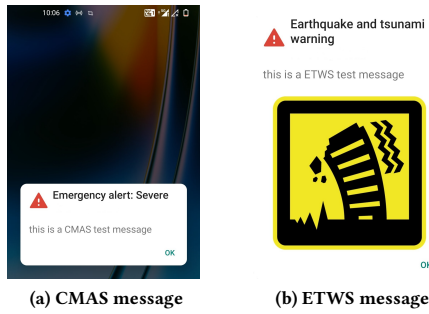 10:06
Emergency alert: Severe
this is a CMAS test message
OK
(a) CMAS message
Earthquake and tsunami
warning
this is a ETWS test message
(b) ETWS message